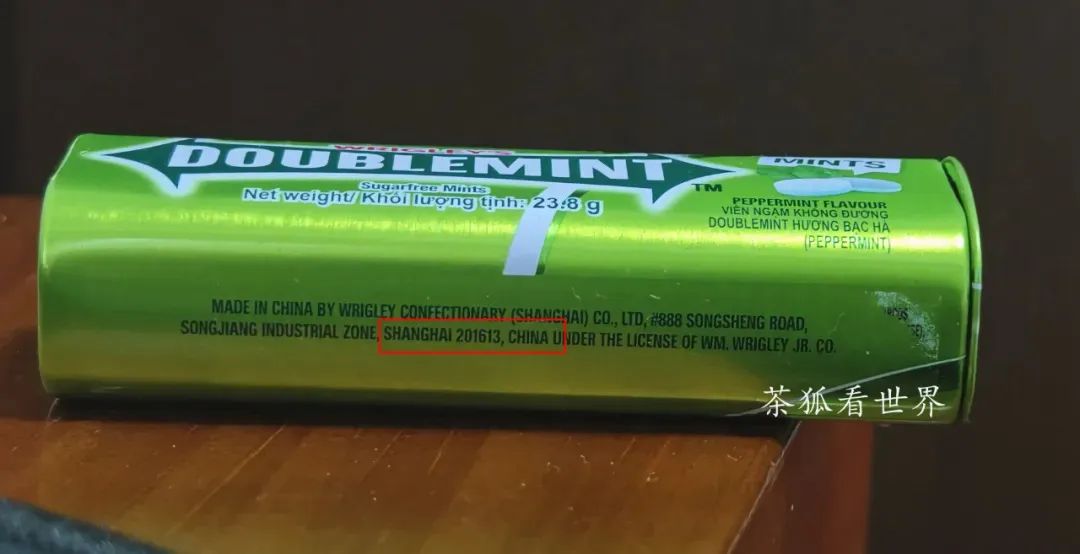 WRIGLEY'S
DOUBLEMINT™
Sugarfree Mints
Net weight/ Khối lượng tịnh: 23.8 g
MINTS
PEPPERMINT FLAVOUR
VIÊN NGẬM KHÔNG ĐƯỜNG
DOUBLEMINT HƯƠNG BẠC HÀ
(PEPPERMINT)
MADE IN CHINA BY WRIGLEY CONFECTIONARY (SHANGHAI) CO., LTD, #888 SONGSHENG ROAD,
SONGJIANG INDUSTRIAL ZONE, SHANGHAI 201613, CHINA UNDER THE LICENSE OF WM. WRIGLEY JR. CO.
茶狐看世界